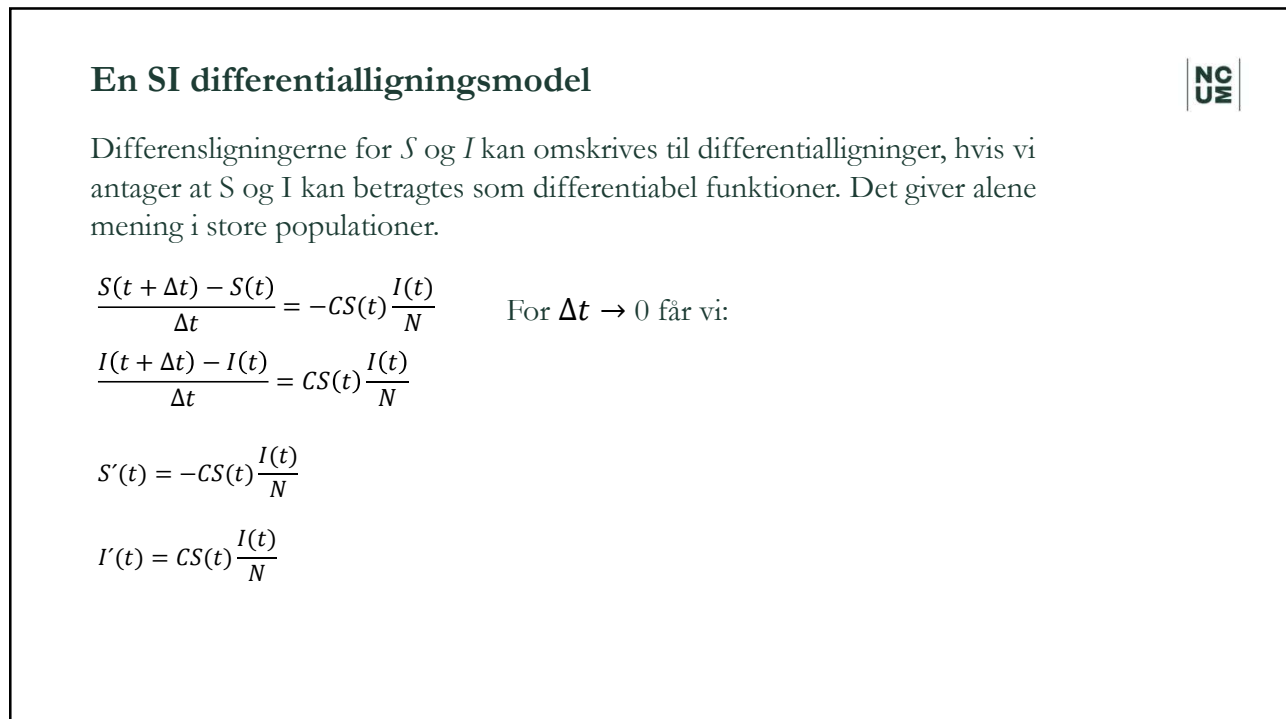 En SI differentialligningsmodel
NC
UM
Differensligningerne for S og I kan omskrives til differentialligninger, hvis vi
antager at S og I kan betragtes som differentiabel funktioner. Det giver alene
mening i store populationer.
(S(t + Δt) − S(t))/Δt = −CS(t) I(t)/N For Δt → 0 får vi:
(I(t + Δt) − I(t))/Δt = CS(t) I(t)/N
S´(t) = −CS(t) I(t)/N
I´(t) = CS(t) I(t)/N